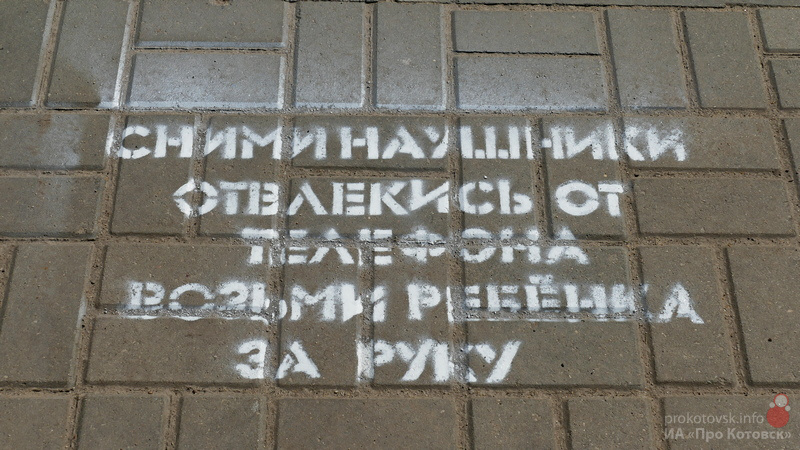 СНИМИ НАУШНИКИ
ОТВЛЕКИСЬ ОТ
ТЕЛЕФОНА
ВОЗЬМИ РЕБЁНКА
ЗА РУКУ
prokotovsk.info
ИА «Про Котовск»